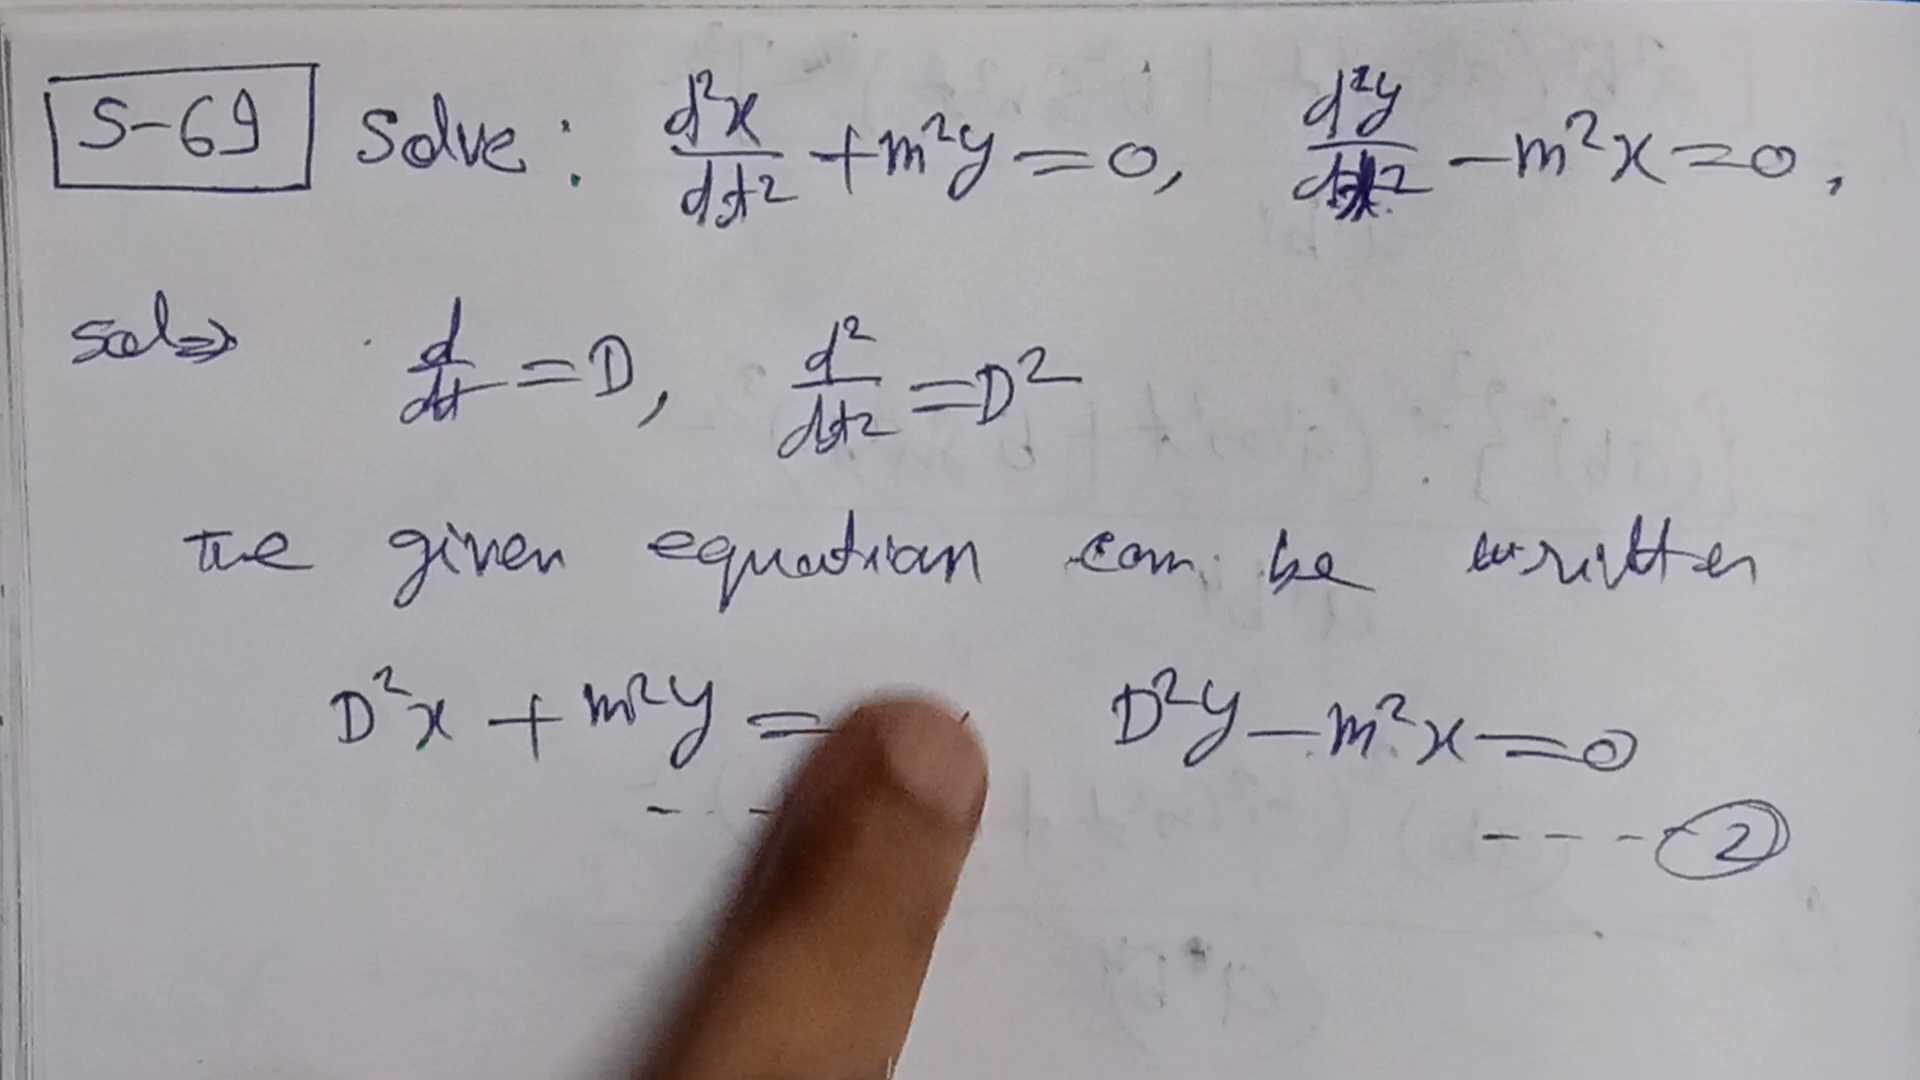 S-69 Solve: d²x/dt² + m²y = 0, d²y/dt² - m²x = 0,
sol⇒ d/dt = D, d²/dt² = D²
The given equation can be written
D²x + m²y = D²y - m²x = 0
- - - - - - 2